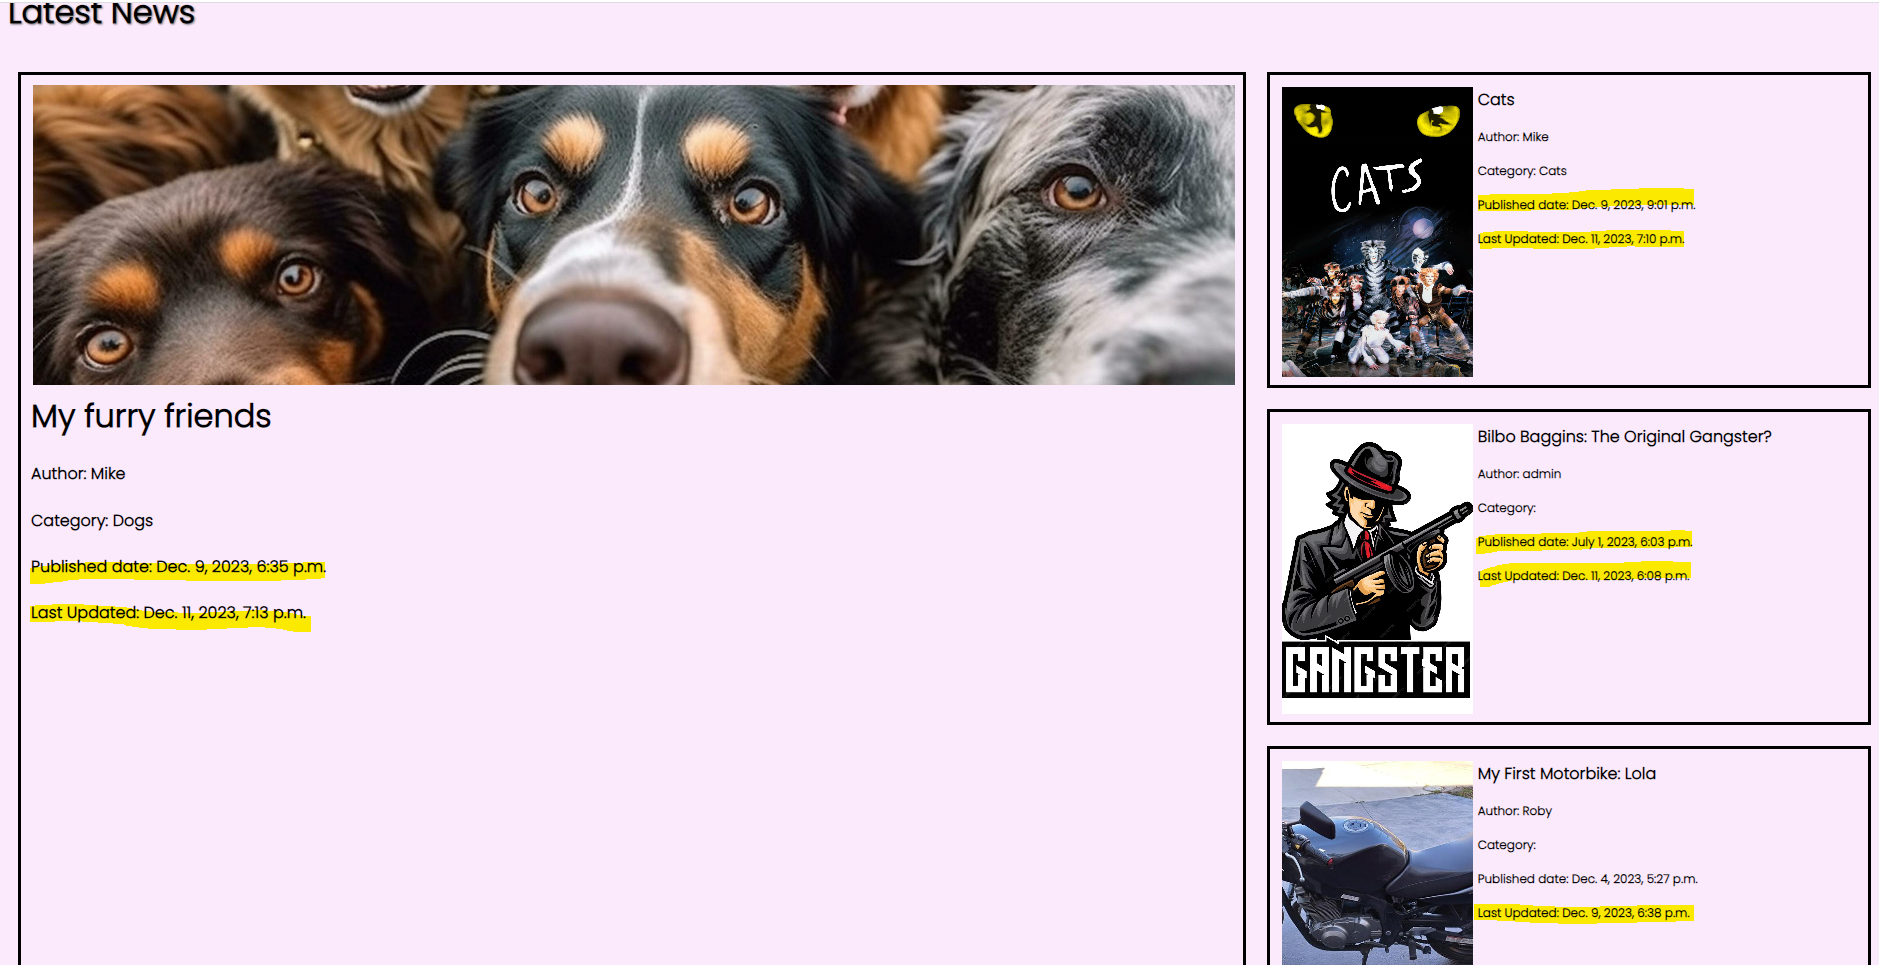 Latest News
My furry friends
Author: Mike
Category: Dogs
Published date: Dec. 9, 2023, 6:35 p.m.
Last Updated: Dec. 11, 2023, 7:13 p.m.
CATS
Cats
Author: Mike
Category: Cats
Published date: Dec. 9, 2023, 9:01 p.m.
Last Updated: Dec. 11, 2023, 7:10 p.m.
GANGSTER
Bilbo Baggins: The Original Gangster?
Author: admin
Category:
Published date: July 1, 2023, 6:03 p.m.
Last Updated: Dec. 11, 2023, 6:08 p.m.
My First Motorbike: Lola
Author: Roby
Category:
Published date: Dec. 4, 2023, 5:27 p.m.
Last Updated: Dec. 9, 2023, 6:38 p.m.